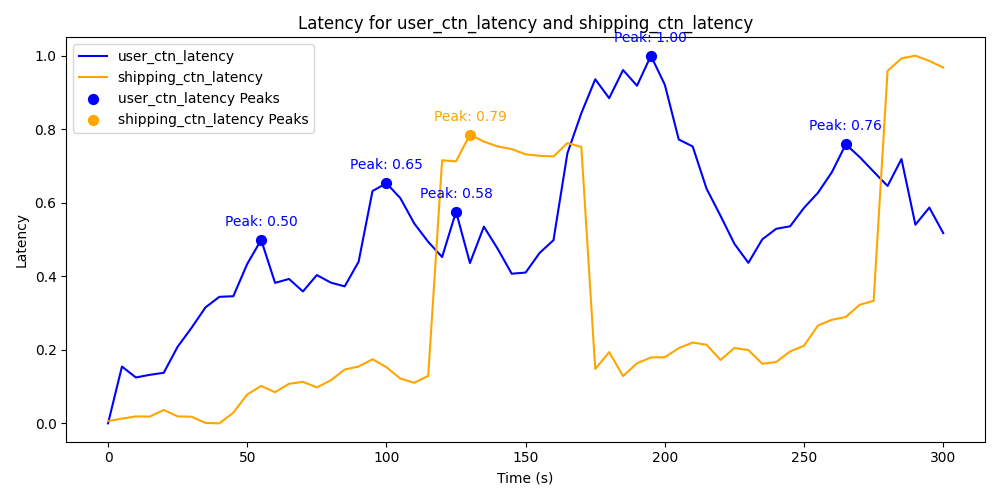 Latency for user_ctn_latency and shipping_ctn_latency
Peak: 1.00
user_ctn_latency
shipping_ctn_latency
user_ctn_latency Peaks
shipping_ctn_latency Peaks
Peak: 0.79
Peak: 0.76
Peak: 0.65
Peak: 0.58
Peak: 0.50
Latency
1.0
0.8
0.6
0.4
0.2
0.0
0
50
100
150
200
250
300
Time (s)